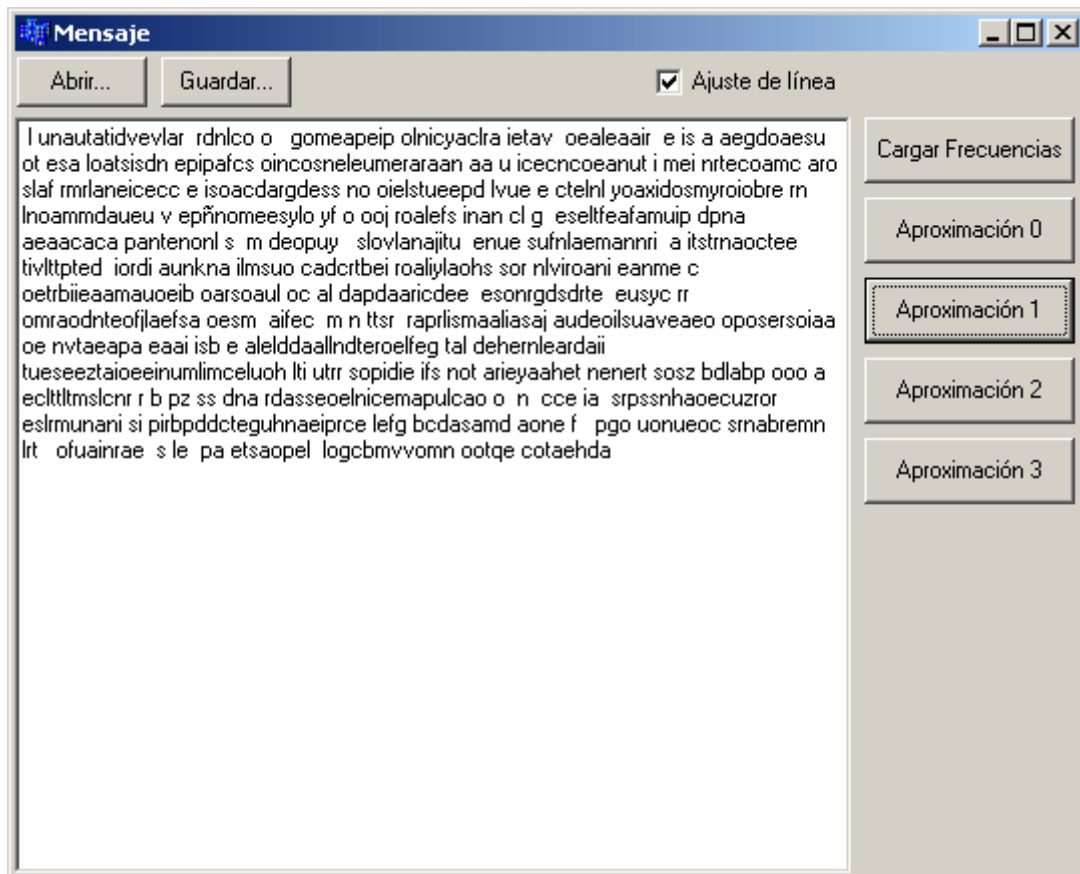 Mensaje
Abrir...
Guardar...
Ajuste de línea
l unautatidvevlar  rdnlco o   gomeapeip olnicyaclra ietav  oealeaair  e is a aegdoaesu
ot esa loatsisdn epipafcs oincosneleumeraraan aa u icecncoeanut i mei nrtecoamc aro
slaf rmrlaneicecc e isoacdargdess no oielstueepd lvue e ctelnl yoaxidosmyroiobre rn
lnoammdaueu v epñnomeesylo yf o ooj roalefs inan cl g  eseltfeafamuip dpna
aeaacaca pantenonl s  m deopuy   slovlanajitu  enue sufnlaemannri  a itstrnaoctee
tivlttpted  iordi aunkna ilmsuo cadcrtbei roaliylaohs sor nlviroani eanme c
oetrbiieaamauoeib oarsoaul oc al dapdaaricdee  esonrgdsdrte  eusyc rr
omraodnteofjlaefsa oesm  aifec  m n ttsr  raprlismaaliasaj audeoilsuaveaeo oposersoiaa
oe nvtaeapa eaai isb e alelddaallndteroelfeg tal dehernleardaii
tueseeztaioeeinumlimceluoh lti utrr sopidie ifs not arieyaahet nenert sosz bdlabp ooo a
eclttltmslcnr r b pz ss dna rdasseoelnicemapulcao o  n  cce ia  srpssnhaoecuzror
eslrmunani si pirbpddcteguhnaeiprce lefg bcdasamd aone f   pgo uonueoc srnabremn
lrt   ofuainrae  s le  pa etsaopel  logcbmvvomn ootqe cotaehda
Cargar Frecuencias
Aproximación 0
Aproximación 1
Aproximación 2
Aproximación 3